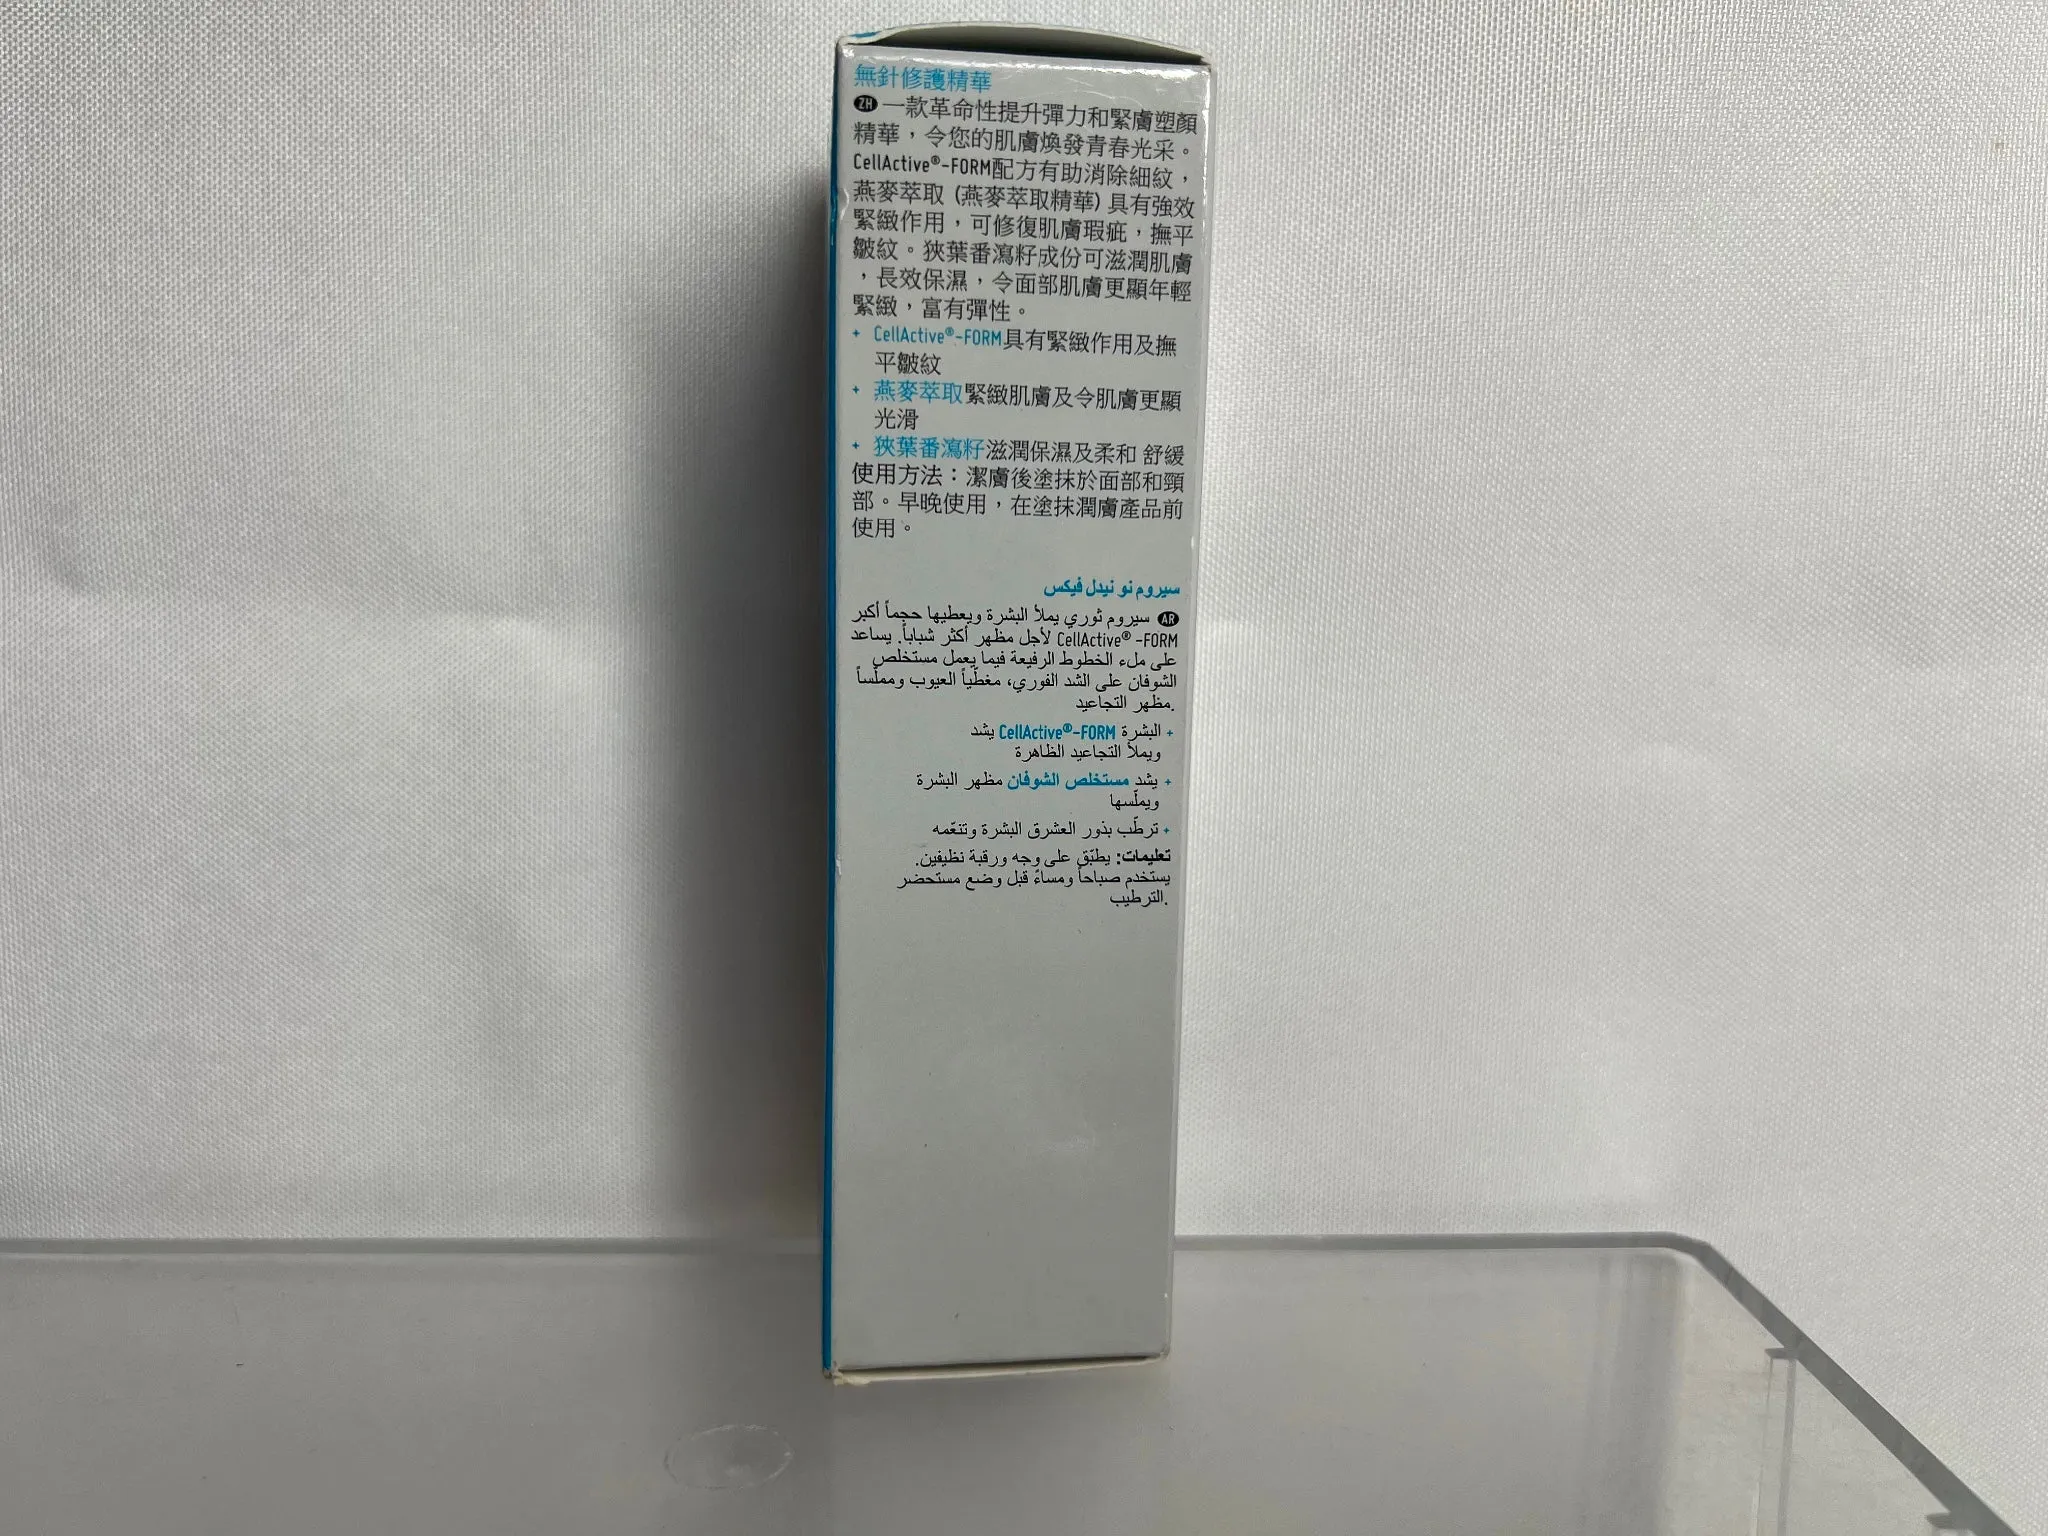 無針修護精華
ZH 一款革命性提升彈力和緊膚塑顏
精華，令您的肌膚煥發青春光采。
CellActive®-FORM配方有助消除細紋，
燕麥萃取 (燕麥萃取精華) 具有強效
緊緻作用，可修復肌膚瑕疵，撫平
皺紋。狹葉番瀉籽成份可滋潤肌膚
，長效保濕，令面部肌膚更顯年輕
緊緻，富有彈性。
+ CellActive®-FORM具有緊緻作用及撫
平皺紋
+ 燕麥萃取緊緻肌膚及令肌膚更顯
光滑
+ 狹葉番瀉籽滋潤保濕及柔和 舒緩
使用方法：潔膚後塗抹於面部和頸
部。早晚使用，在塗抹潤膚產品前
使用。
سيروم نو نيدل فيكس
AR سيروم ثوري يملأ البشرة ويعطيها حجماً أكبر
CellActive® -FORM لأجل مظهر أكثر شباباً. يساعد
على ملء الخطوط الرفيعة فيما يعمل مستخلص
الشوفان على الشد الفوري، مغطّياً العيوب ومملّساً
.مظهر التجاعيد
+ البشرة CellActive®-FORM يشد
ويملأ التجاعيد الظاهرة
+ يشد مستخلص الشوفان مظهر البشرة
ويملّسها
+ ترطّب بذور العشرق البشرة وتنعّمه
تعليمات: يطبّق على وجه ورقبة نظيفين.
يستخدم صباحاً ومساءً قبل وضع مستحضر
.الترطيب